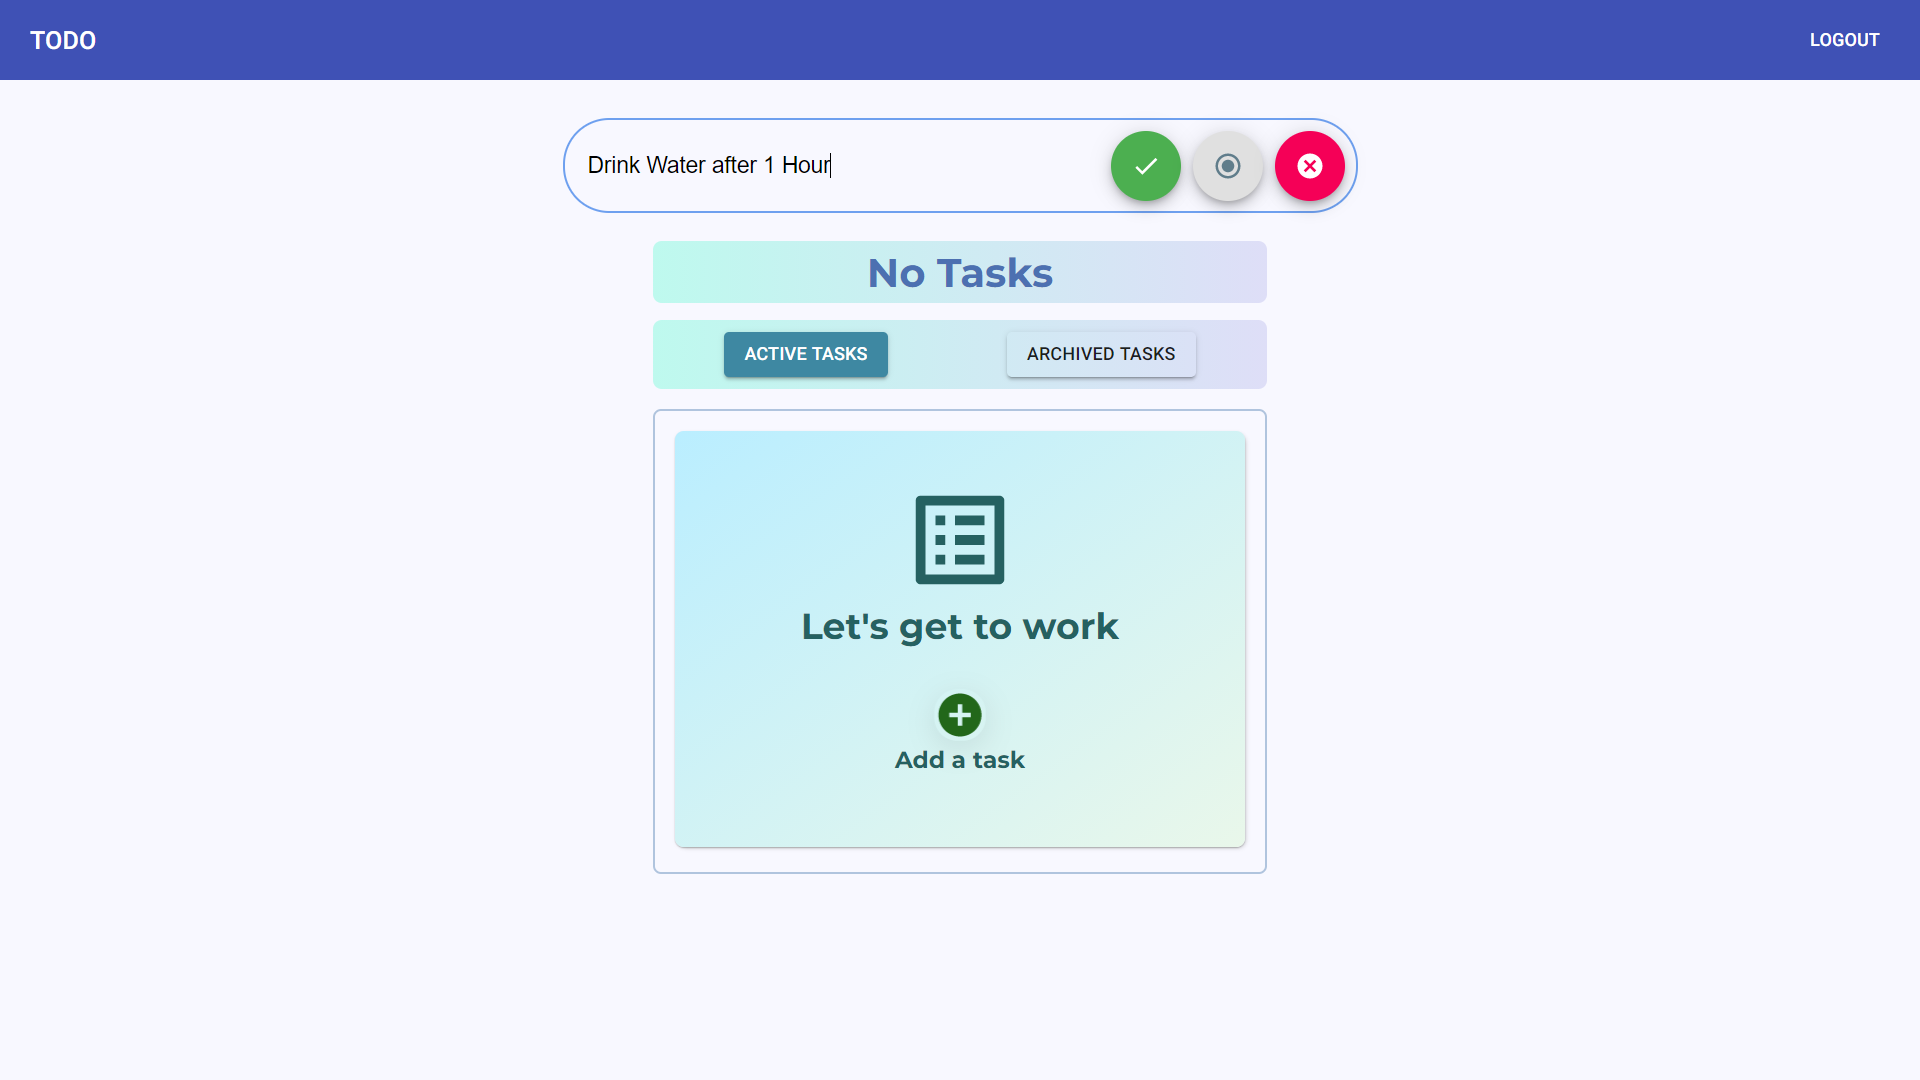 TODO
LOGOUT
Drink Water after 1 Hour
No Tasks
ACTIVE TASKS
ARCHIVED TASKS
Let's get to work
Add a task